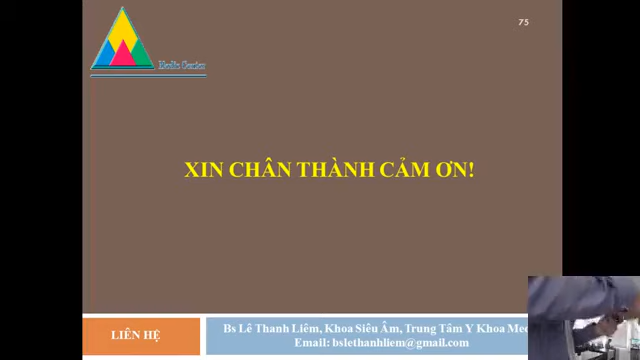 75
Medic Center
XIN CHÂN THÀNH CẢM ƠN!
LIÊN HỆ
Bs Lê Thanh Liêm, Khoa Siêu Âm, Trung Tâm Y Khoa Med
Email: bslethanhliem@gmail.com